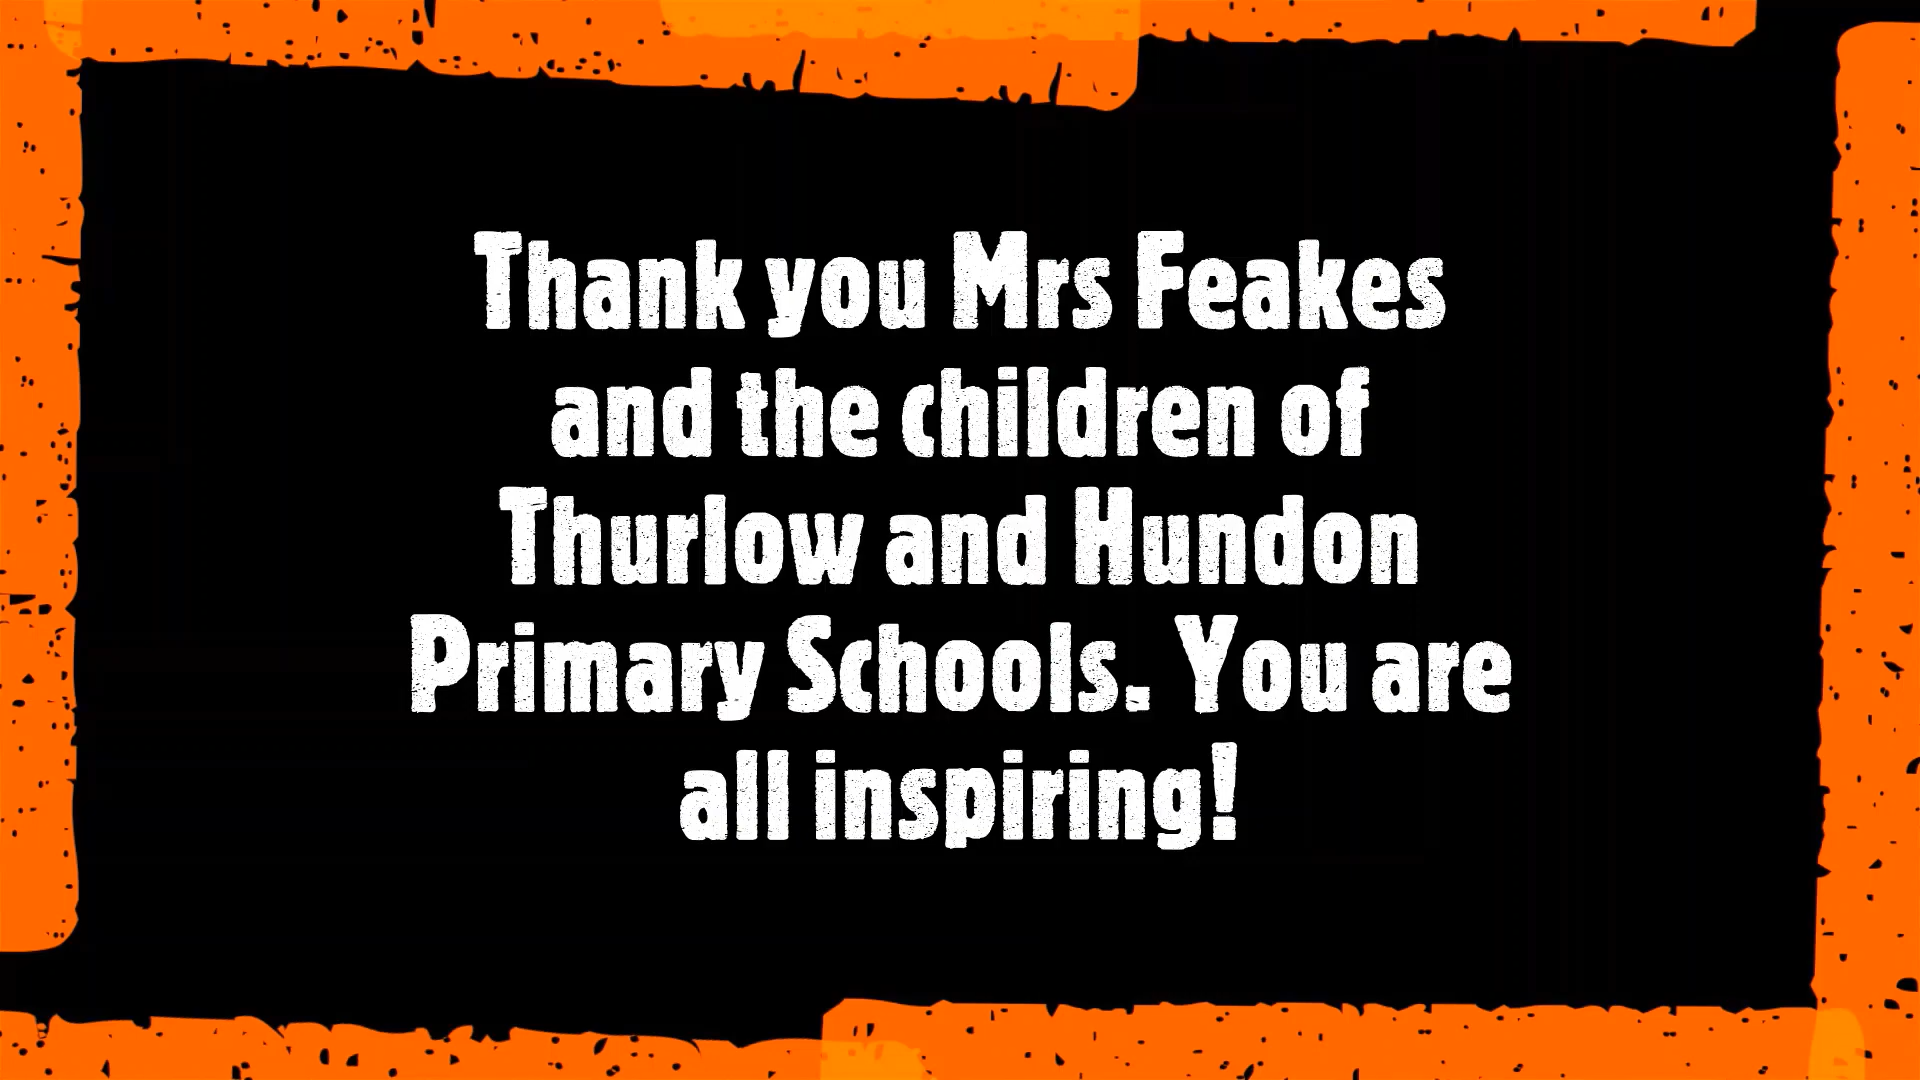 Thank you Mrs Feakes
and the children of
Thurlow and Hundon
Primary Schools. You are
all inspiring!